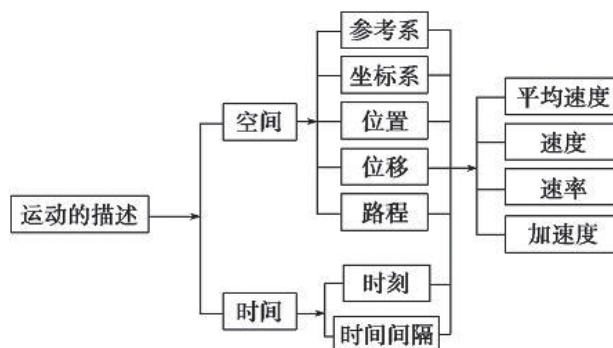 参考系
坐标系
空间
位置
位移
路程
运动的描述
时间
时刻
时间间隔
平均速度
速度
速率
加速度